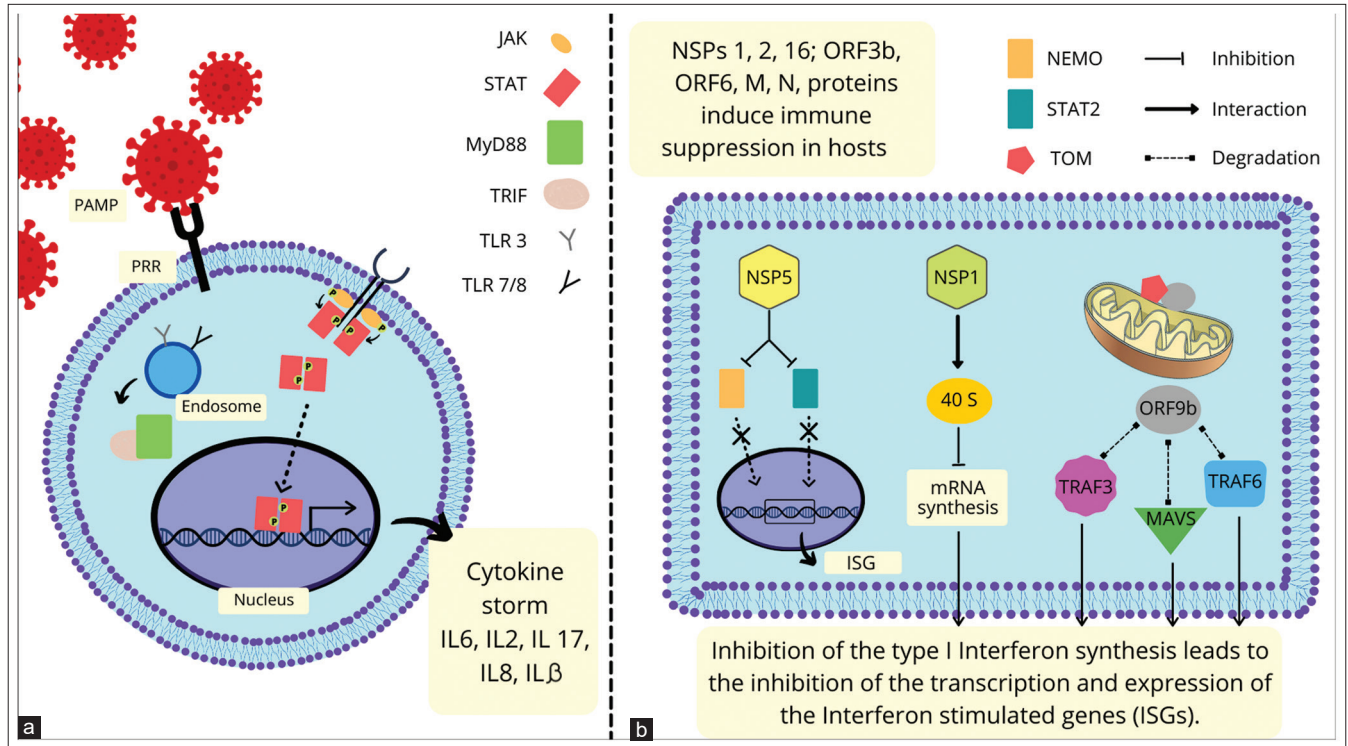 JAK
STAT
MyD88
TRIF
TLR 3
TLR 7/8
PAMP
PRR
P
P
P
P
P
P
Endosome
P
P
Nucleus
Cytokine
storm
IL6, IL2, IL 17,
IL8, ILβ
a
NSPs 1, 2, 16; ORF3b,
ORF6, M, N, proteins
induce immune
suppression in hosts
NEMO
STAT2
TOM
Inhibition
Interaction
Degradation
NSP5
NSP1
40 S
mRNA
synthesis
ISG
ORF9b
TRAF3
MAVS
TRAF6
Inhibition of the type I Interferon synthesis leads to
the inhibition of the transcription and expression of
the Interferon stimulated genes (ISGs).
b